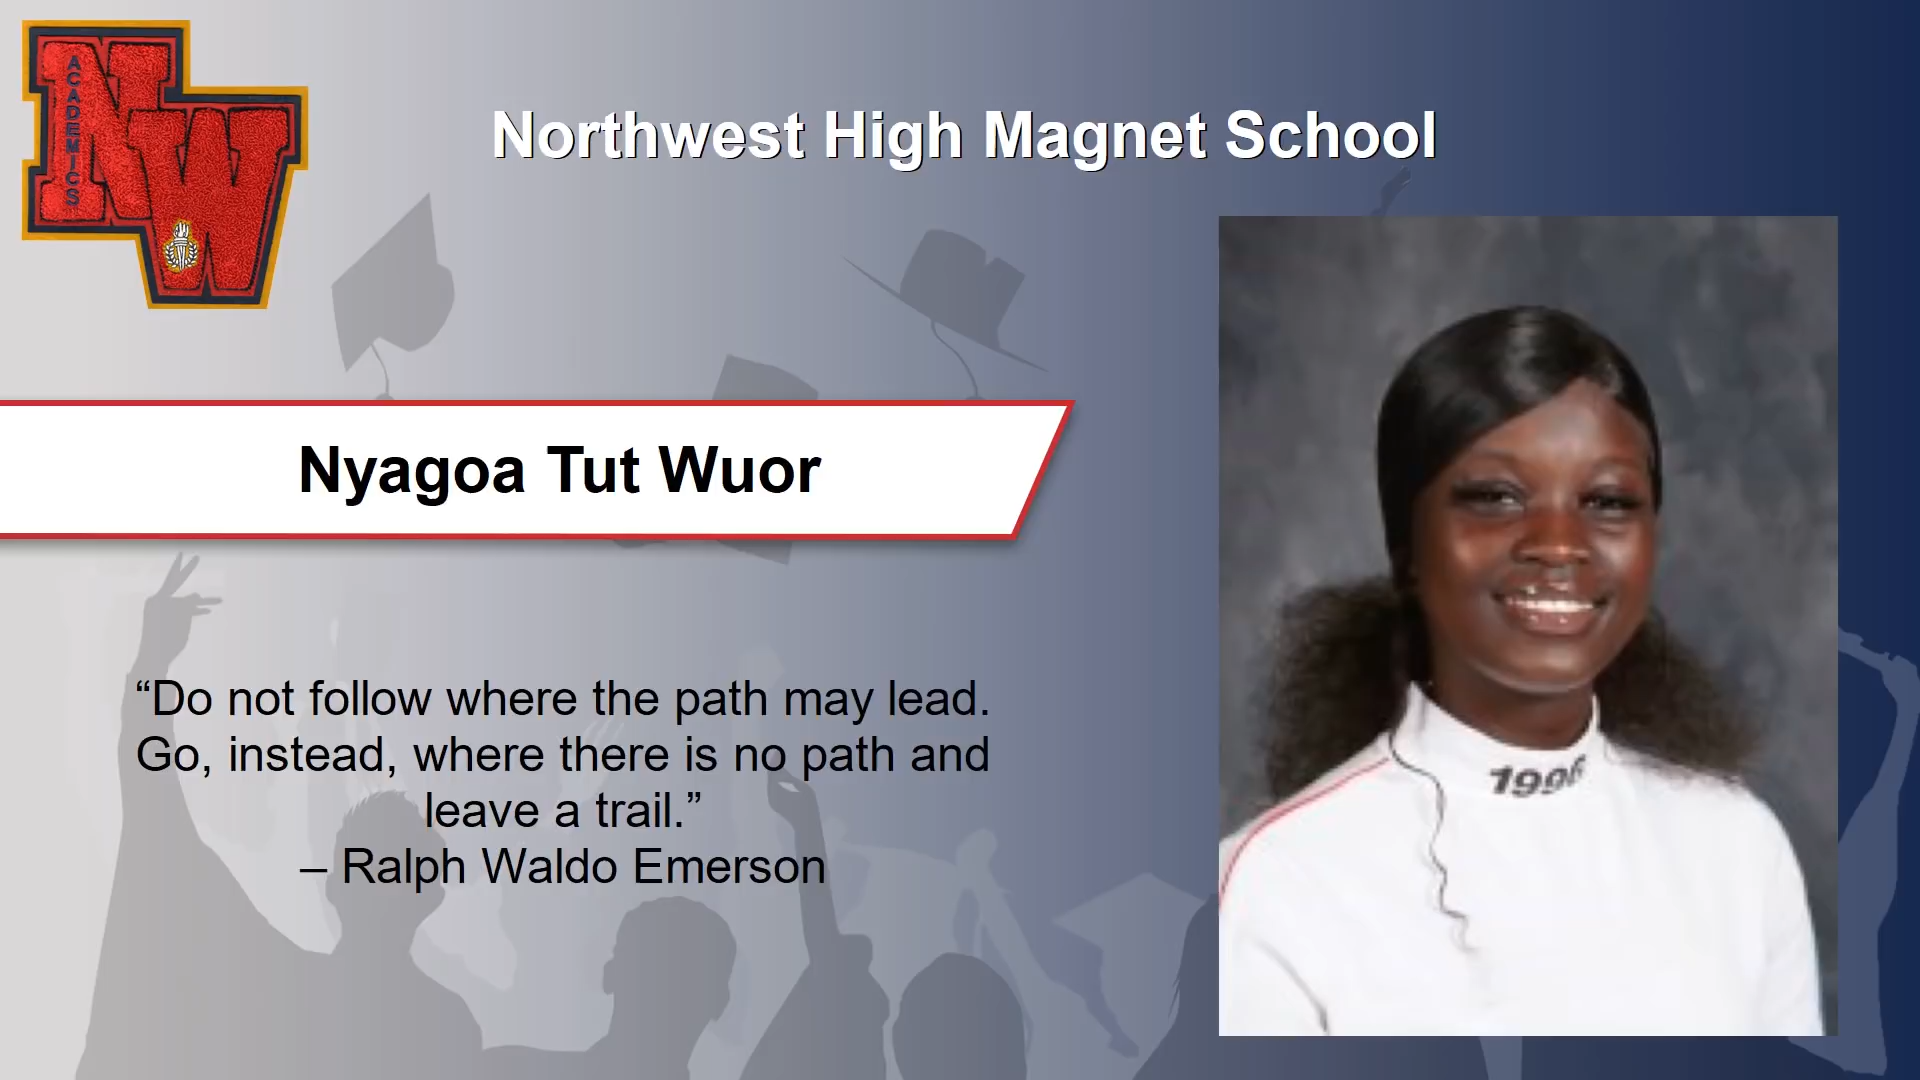 ACADEMICS
NW
Northwest High Magnet School
Nyagoa Tut Wuor
“Do not follow where the path may lead.
Go, instead, where there is no path and
leave a trail.”
– Ralph Waldo Emerson
1996